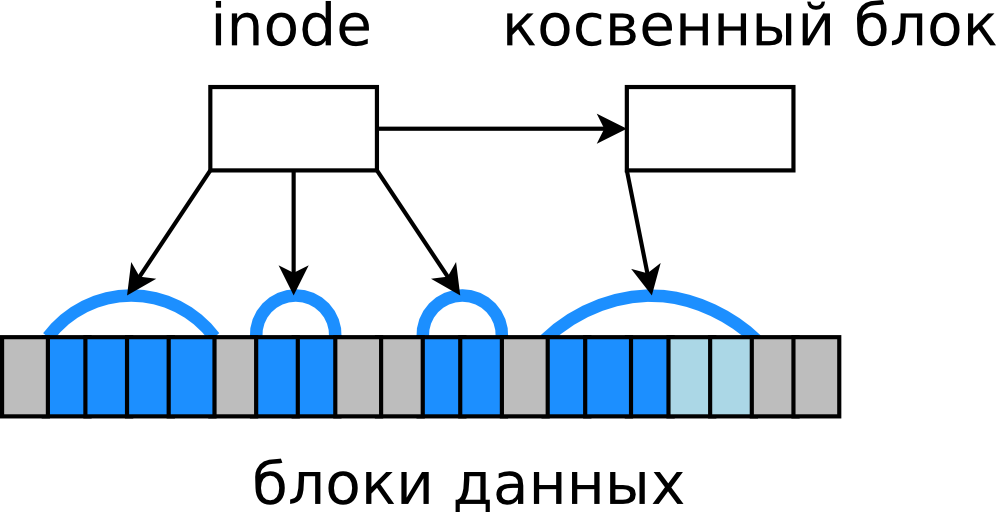 inode
косвенный блок
блоки данных